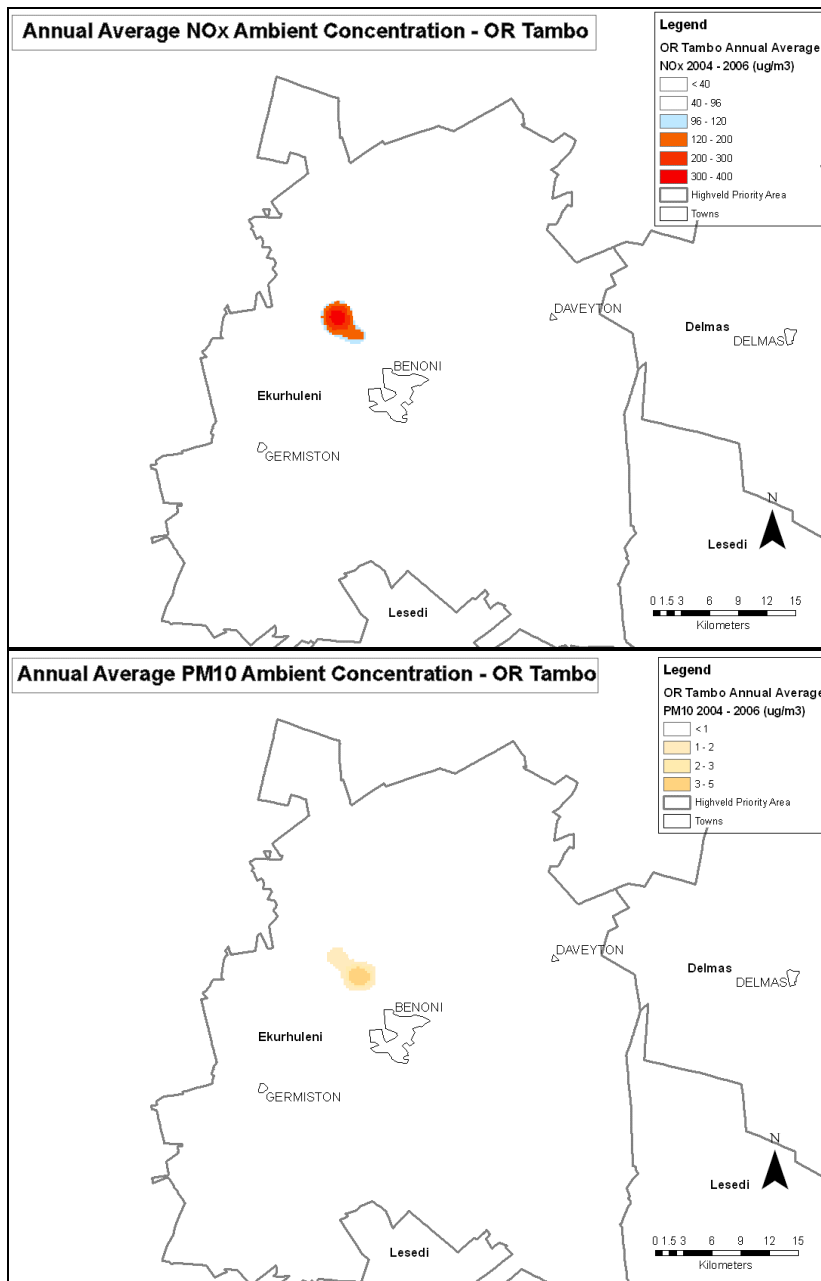 Annual Average NOx Ambient Concentration - OR Tambo
Legend
OR Tambo Annual Average
NOx 2004 - 2006 (ug/m3)
< 40
40 - 96
96 - 120
120 - 200
200 - 300
300 - 400
Highveld Priority Area
Towns
DAVEYTON
Delmas
DELMAS
BENONI
Ekurhuleni
GERMISTON
N
Lesedi
Lesedi
0 1.5 3 6 9 12 15
Kilometers
Annual Average PM10 Ambient Concentration - OR Tambo
Legend
OR Tambo Annual Average
PM10 2004 - 2006 (ug/m3)
< 1
1 - 2
2 - 3
3 - 5
Highveld Priority Area
Towns
DAVEYTON
Delmas
DELMAS
BENONI
Ekurhuleni
GERMISTON
N
Lesedi
Lesedi
0 1.5 3 6 9 12 15
Kilometers